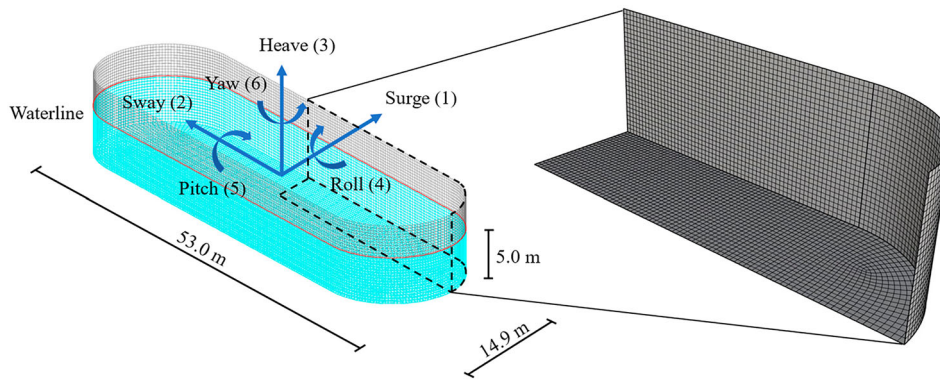 Heave (3)
Yaw (6)
Surge (1)
Sway (2)
Waterline
Pitch (5)
Roll (4)
53.0 m
5.0 m
14.9 m